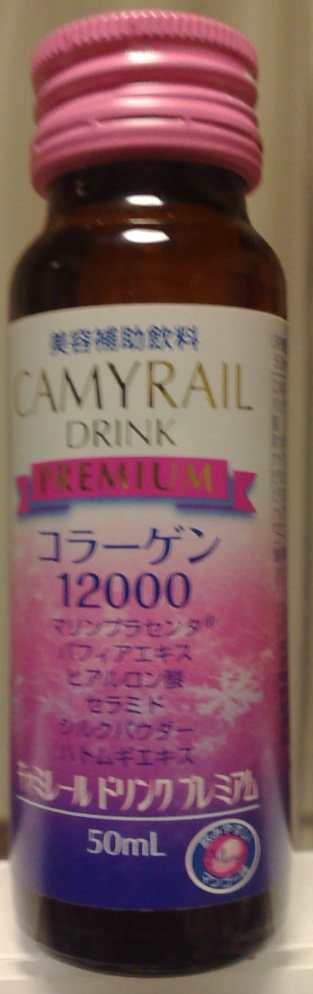 美容補助飲料
CAMYRAIL
DRINK
PREMIUM
コラーゲン
12000
マリンプラセンタ®
パフィアエキス
ヒアルロン酸
セラミド
シルクパウダー
ハトムギエキス
キャミレールドリンクプレミアム
50mL